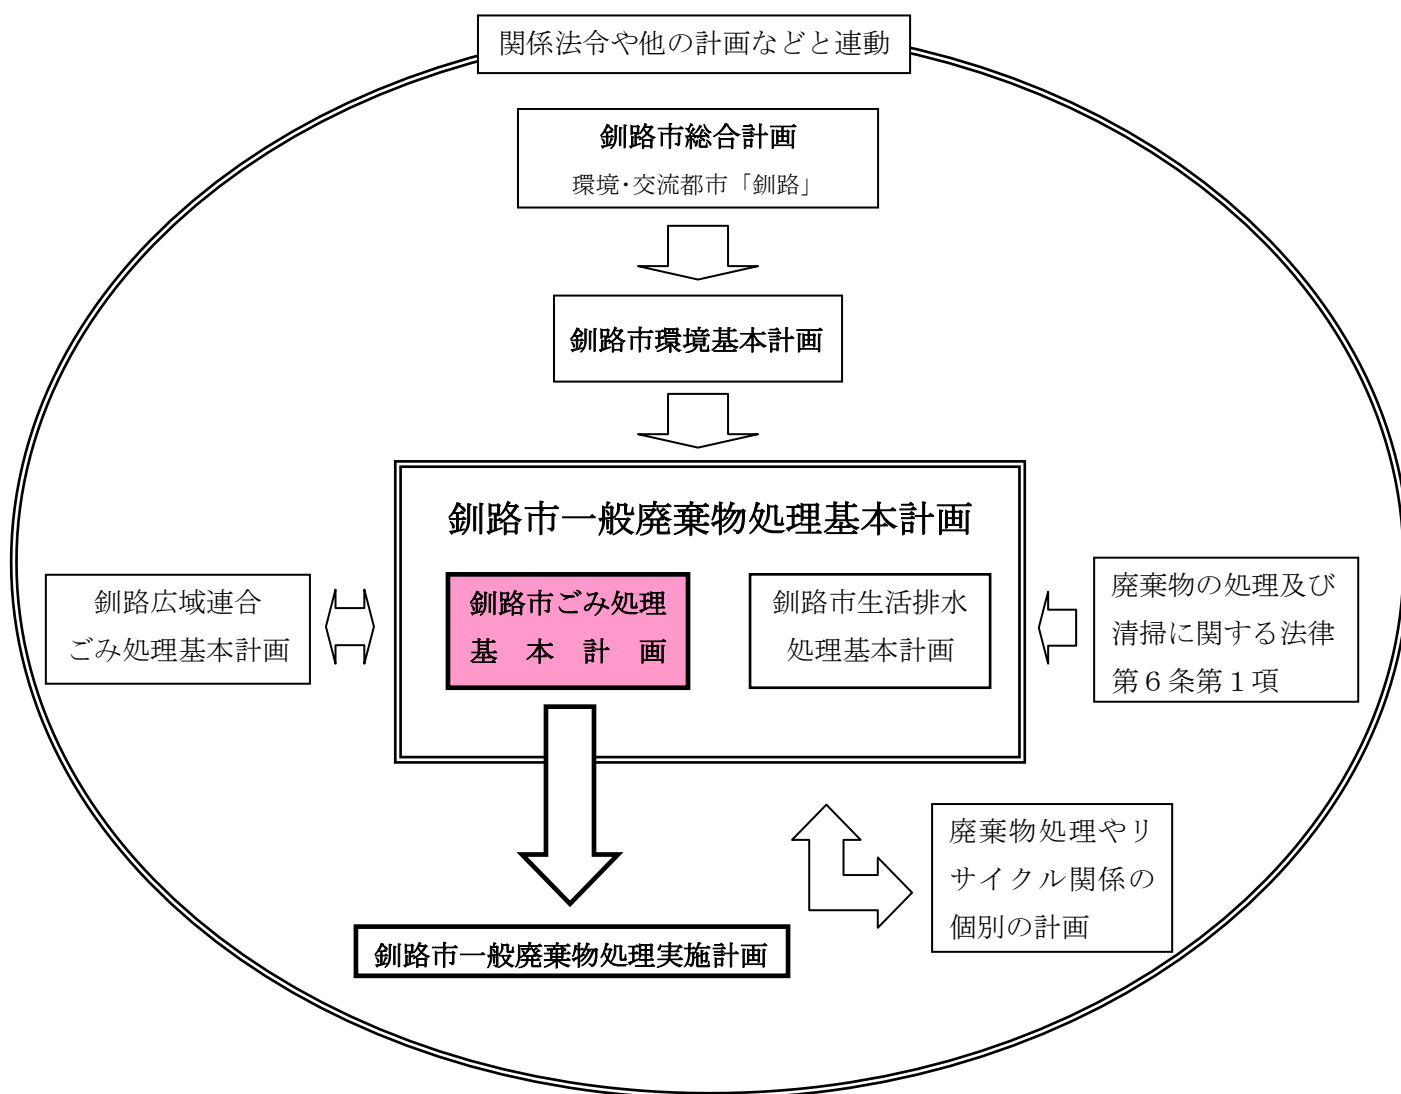 関係法令や他の計画などと連動
釧路市総合計画
環境・交流都市「釧路」
釧路市環境基本計画
釧路市一般廃棄物処理基本計画
釧路広域連合
ごみ処理基本計画
釧路市ごみ処理
基本計画
釧路市生活排水
処理基本計画
廃棄物の処理及び
清掃に関する法律
第６条第１項
廃棄物処理やリ
サイクル関係の
個別の計画
釧路市一般廃棄物処理実施計画